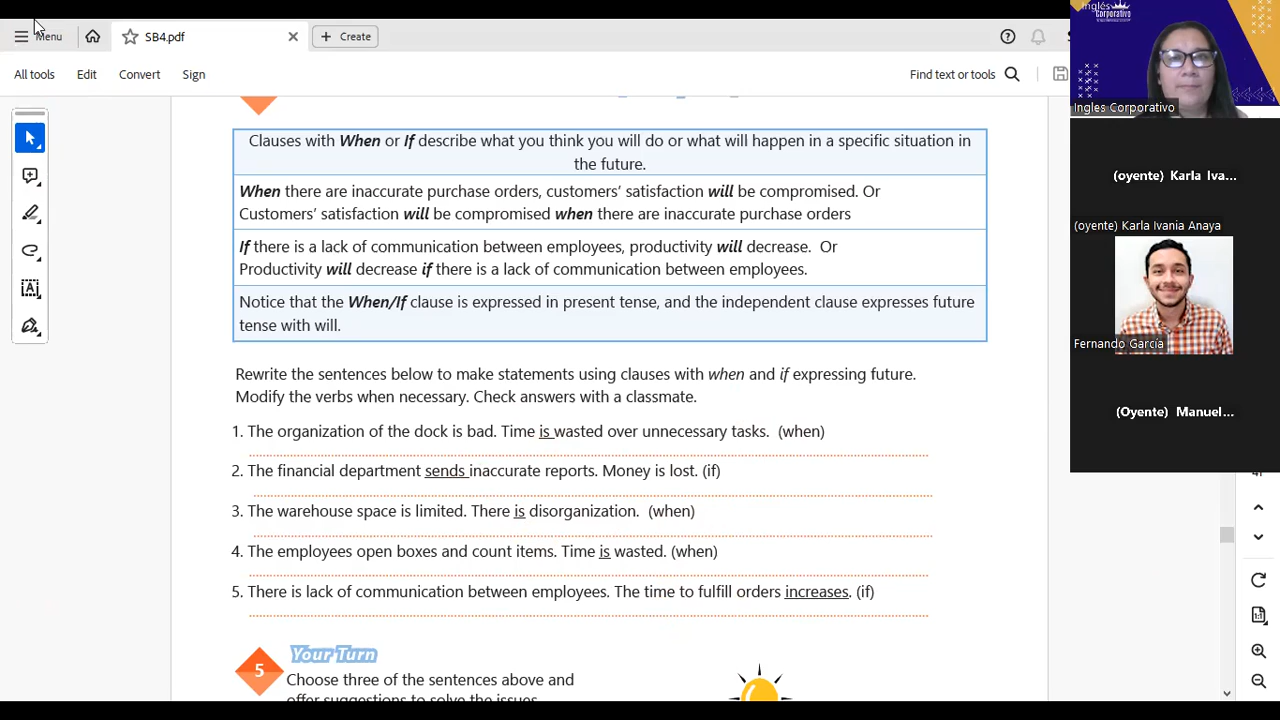 Menu
SB4.pdf
Create
All tools
Edit
Convert
Sign
Find text or tools
Clauses with When or If describe what you think you will do or what will happen in a specific situation in
the future.
When there are inaccurate purchase orders, customers’ satisfaction will be compromised. Or
Customers’ satisfaction will be compromised when there are inaccurate purchase orders
If there is a lack of communication between employees, productivity will decrease. Or
Productivity will decrease if there is a lack of communication between employees.
Notice that the When/If clause is expressed in present tense, and the independent clause expresses future
tense with will.
Rewrite the sentences below to make statements using clauses with when and if expressing future.
Modify the verbs when necessary. Check answers with a classmate.
1. The organization of the dock is bad. Time is wasted over unnecessary tasks. (when)
2. The financial department sends inaccurate reports. Money is lost. (if)
3. The warehouse space is limited. There is disorganization. (when)
4. The employees open boxes and count items. Time is wasted. (when)
5. There is lack of communication between employees. The time to fulfill orders increases. (if)
5
Your Turn
Choose three of the sentences above and
offer suggestions to solve the issues
Inglés
Corporativo
Ingles Corporativo
(oyente) Karla Iva...
(oyente) Karla Ivania Anaya
Fernando García
(Oyente) Manuel...